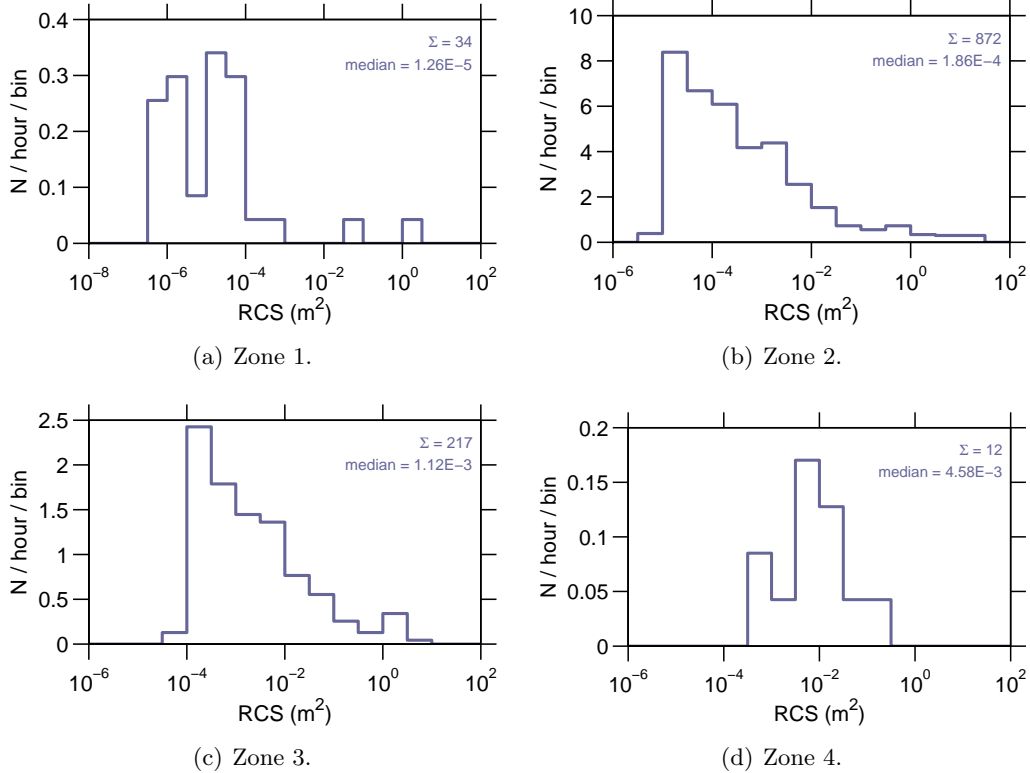 0.4
0.3
0.2
0.1
0
N / hour / bin
Σ = 34
median = 1.26E−5
10⁻⁸ 10⁻⁶ 10⁻⁴ 10⁻² 10⁰ 10²
RCS (m²)
(a) Zone 1.
10
8
6
4
2
0
N / hour / bin
Σ = 872
median = 1.86E−4
10⁻⁶ 10⁻⁴ 10⁻² 10⁰ 10²
RCS (m²)
(b) Zone 2.
2.5
2
1.5
1
0.5
0
N / hour / bin
Σ = 217
median = 1.12E−3
10⁻⁶ 10⁻⁴ 10⁻² 10⁰ 10²
RCS (m²)
(c) Zone 3.
0.2
0.15
0.1
0.05
0
N / hour / bin
Σ = 12
median = 4.58E−3
10⁻⁶ 10⁻⁴ 10⁻² 10⁰ 10²
RCS (m²)
(d) Zone 4.